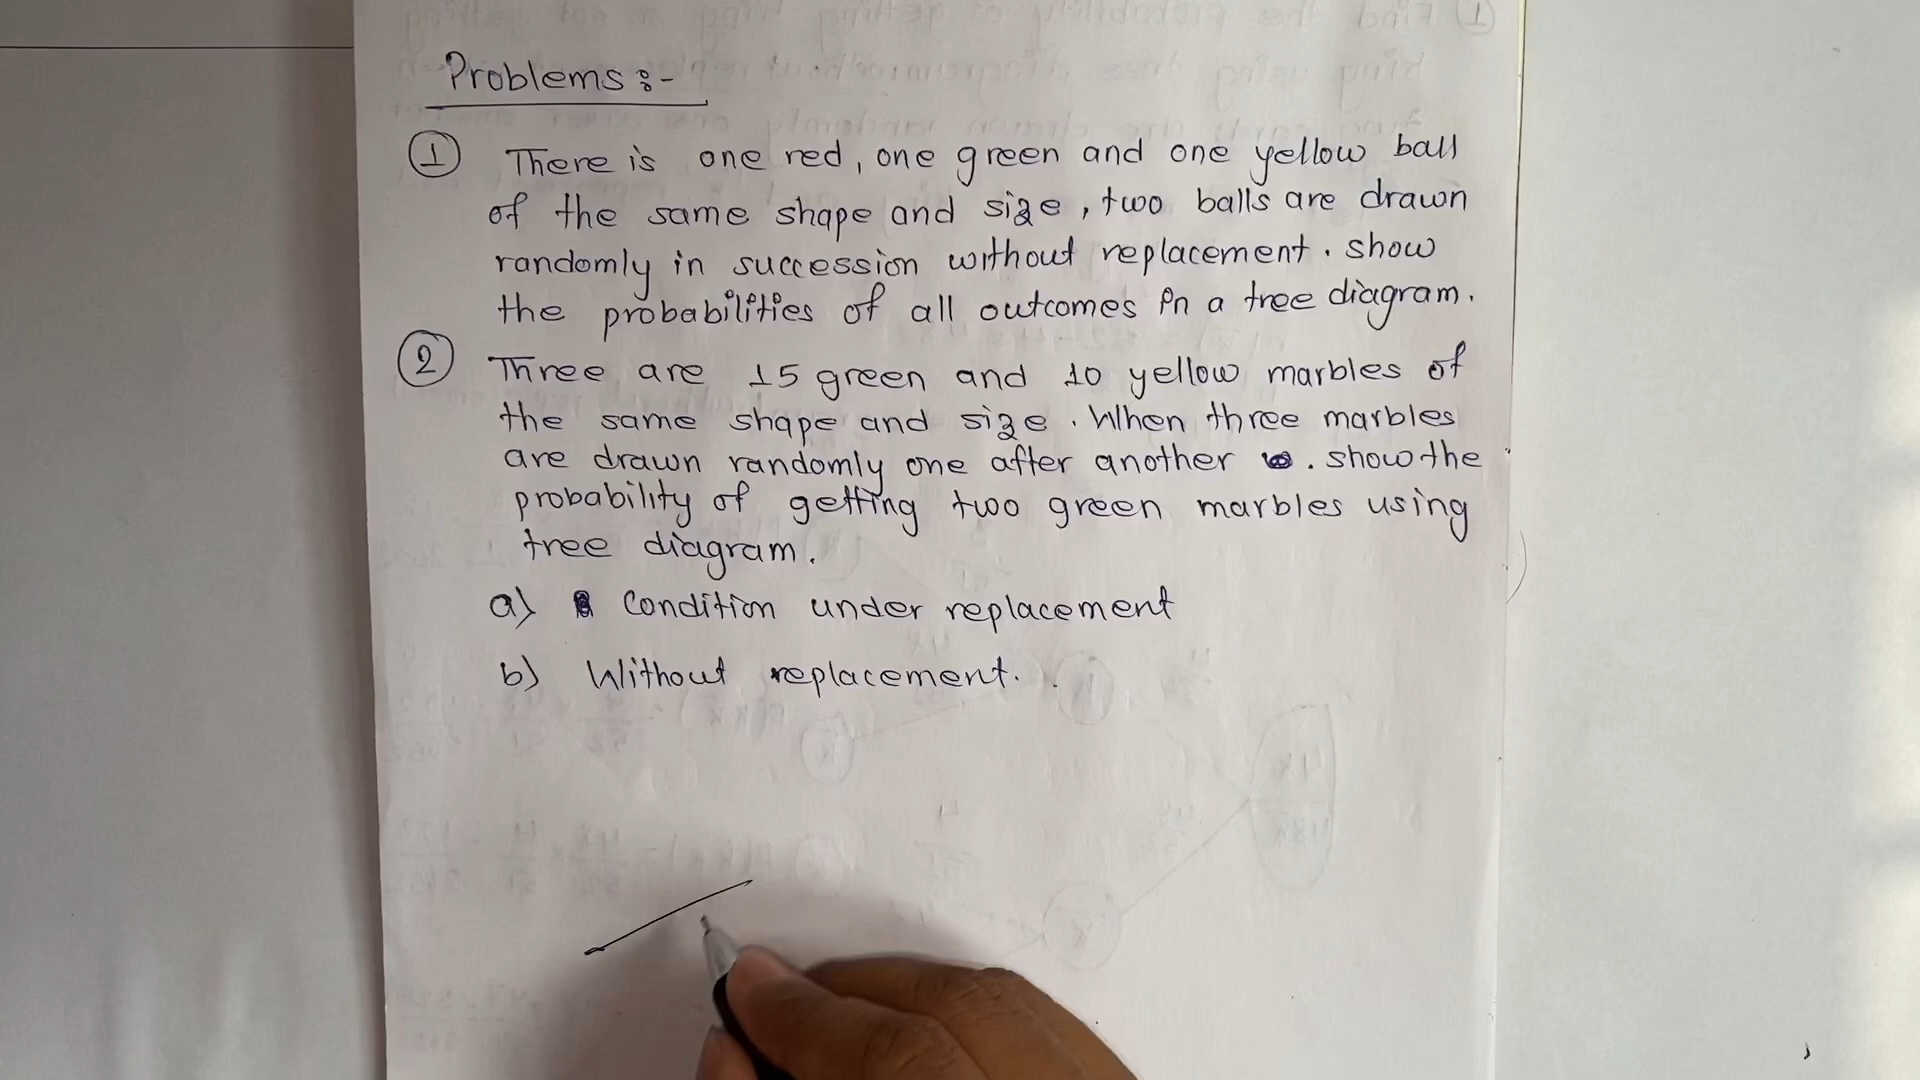 Problems :-
① There is one red, one green and one yellow ball
of the same shape and size, two balls are drawn
randomly in succession without replacement. show
the probabilities of all outcomes in a tree diagram.
② Three are 15 green and 10 yellow marbles of
the same shape and size. When three marbles
are drawn randomly one after another . show the
probability of getting two green marbles using
tree diagram.
a) Condition under replacement
b) Without replacement.